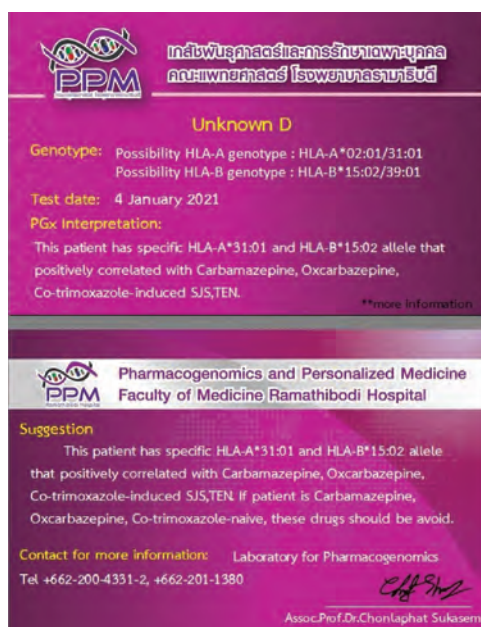 PPM
เภสัชพันธุศาสตร์และการรักษาเฉพาะบุคคล
คณะแพทยศาสตร์ โรงพยาบาลรามาธิบดี
Unknown D
Genotype: Possibility HLA-A genotype : HLA-A*02:01/31:01
Possibility HLA-B genotype : HLA-B*15:02/39:01
Test date: 4 January 2021
PGx Interpretation:
This patient has specific HLA-A*31:01 and HLA-B*15:02 allele that
positively correlated with Carbamazepine, Oxcarbazepine,
Co-trimoxazole-induced SJS,TEN.
**more information
PPM
Pharmacogenomics and Personalized Medicine
Faculty of Medicine Ramathibodi Hospital
Suggestion
This patient has specific HLA-A*31:01 and HLA-B*15:02 allele
that positively correlated with Carbamazepine, Oxcarbazepine,
Co-trimoxazole-induced SJS,TEN. If patient is Carbamazepine,
Oxcarbazepine, Co-trimoxazole-naive, these drugs should be avoid.
Contact for more information: Laboratory for Pharmacogenomics
Tel +662-200-4331-2, +662-201-1380
Assoc.Prof.Dr.Chonlaphat Sukasem